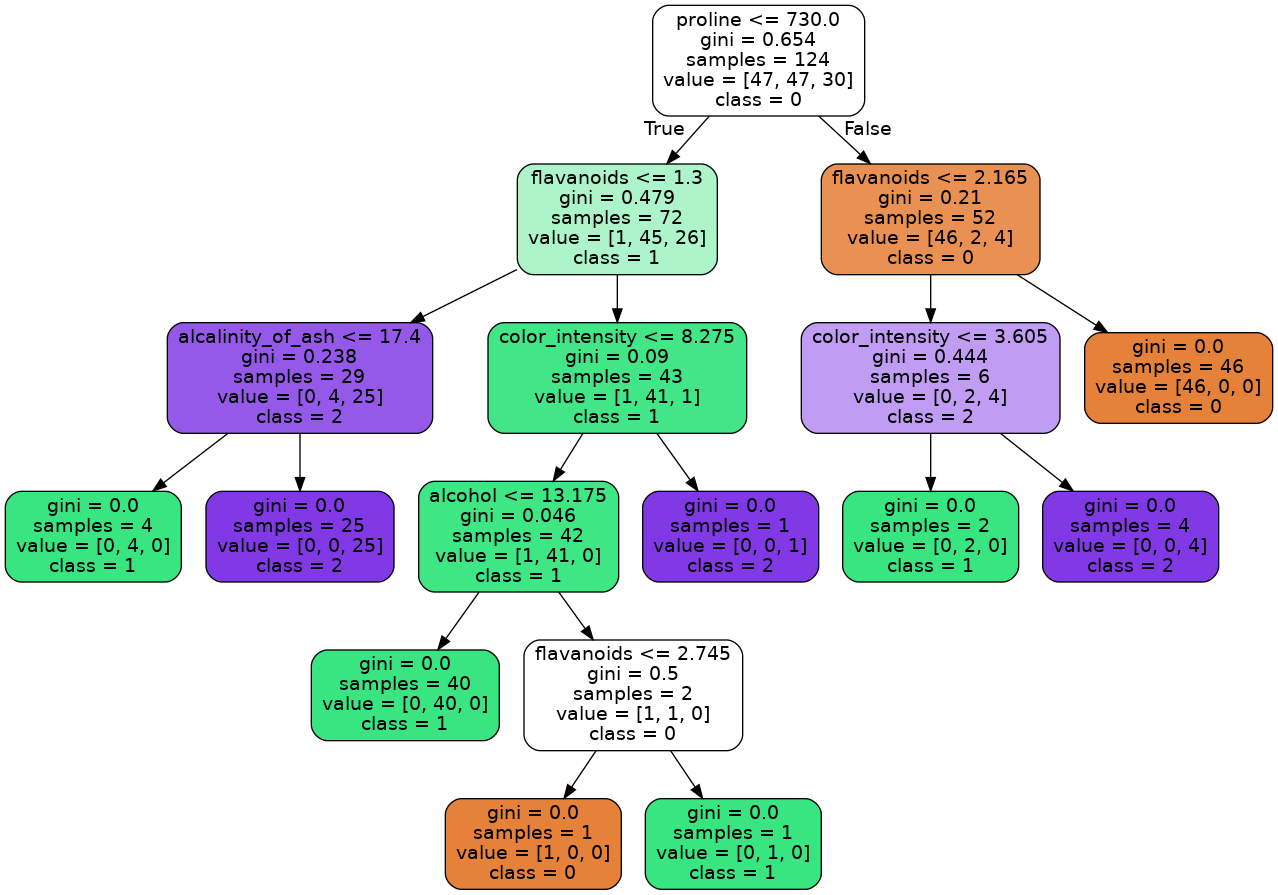 proline <= 730.0
gini = 0.654
samples = 124
value = [47, 47, 30]
class = 0
True
False
flavanoids <= 1.3
gini = 0.479
samples = 72
value = [1, 45, 26]
class = 1
flavanoids <= 2.165
gini = 0.21
samples = 52
value = [46, 2, 4]
class = 0
alcalinity_of_ash <= 17.4
gini = 0.238
samples = 29
value = [0, 4, 25]
class = 2
color_intensity <= 8.275
gini = 0.09
samples = 43
value = [1, 41, 1]
class = 1
color_intensity <= 3.605
gini = 0.444
samples = 6
value = [0, 2, 4]
class = 2
gini = 0.0
samples = 46
value = [46, 0, 0]
class = 0
gini = 0.0
samples = 4
value = [0, 4, 0]
class = 1
gini = 0.0
samples = 25
value = [0, 0, 25]
class = 2
alcohol <= 13.175
gini = 0.046
samples = 42
value = [1, 41, 0]
class = 1
gini = 0.0
samples = 1
value = [0, 0, 1]
class = 2
gini = 0.0
samples = 2
value = [0, 2, 0]
class = 1
gini = 0.0
samples = 4
value = [0, 0, 4]
class = 2
gini = 0.0
samples = 40
value = [0, 40, 0]
class = 1
flavanoids <= 2.745
gini = 0.5
samples = 2
value = [1, 1, 0]
class = 0
gini = 0.0
samples = 1
value = [1, 0, 0]
class = 0
gini = 0.0
samples = 1
value = [0, 1, 0]
class = 1